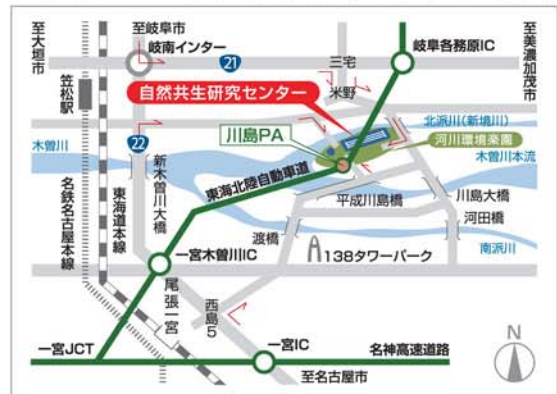 至岐阜市
岐南インター
21
三宅
米野
岐阜各務原IC
至大垣市
至美濃加茂市
笠松駅
自然共生研究センター
北派川(新境川)
河川環境楽園
木曽川
22
川島PA
木曽川本流
新木曽川大橋
東海北陸自動車道
平成川島橋
川島大橋
河田橋
名鉄名古屋本線
東海道本線
渡橋
138タワーパーク
南派川
一宮木曽川IC
尾張一宮
西島5
N
一宮JCT
一宮IC
名神高速道路
至名古屋市